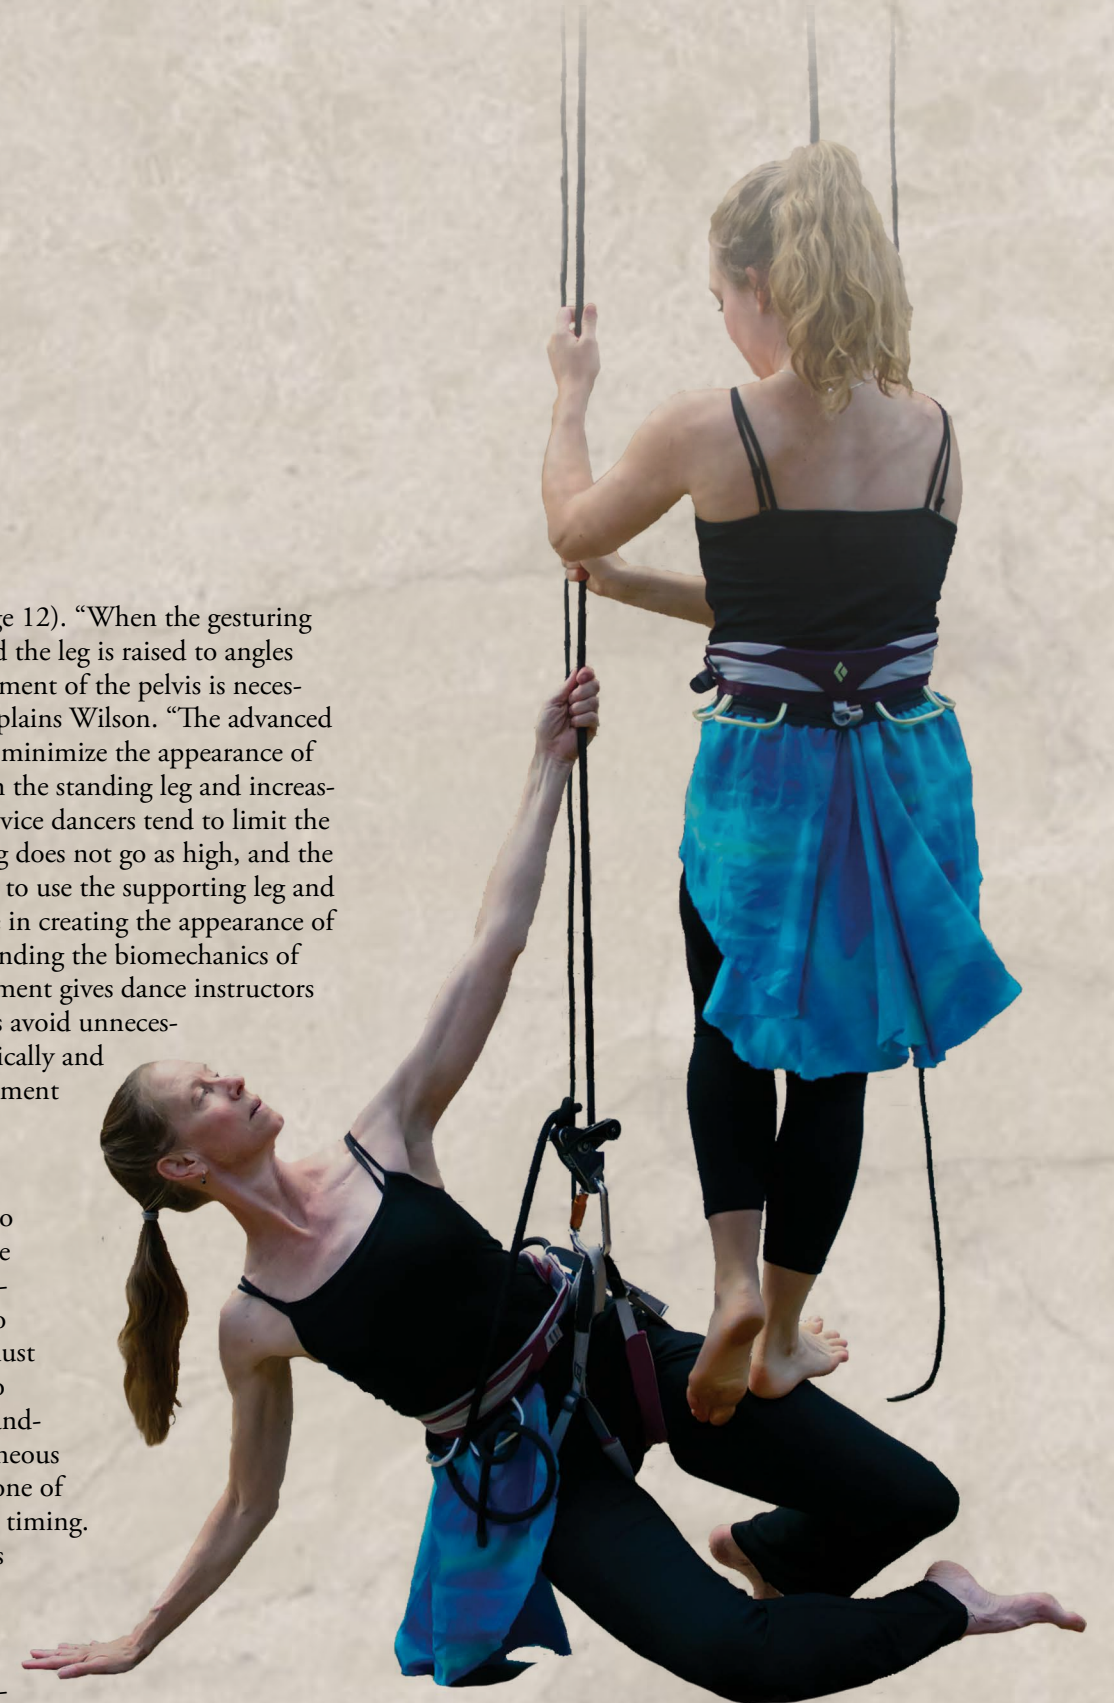 ge 12). “When the gesturing
d the leg is raised to angles
ment of the pelvis is neces-
plains Wilson. “The advanced
minimize the appearance of
n the standing leg and increas-
vice dancers tend to limit the
g does not go as high, and the
to use the supporting leg and
in creating the appearance of
nding the biomechanics of
ment gives dance instructors
s avoid unneces-
ically and
ment
o
e
-
o
ust
o
nd-
neous
one of
timing.
s
-